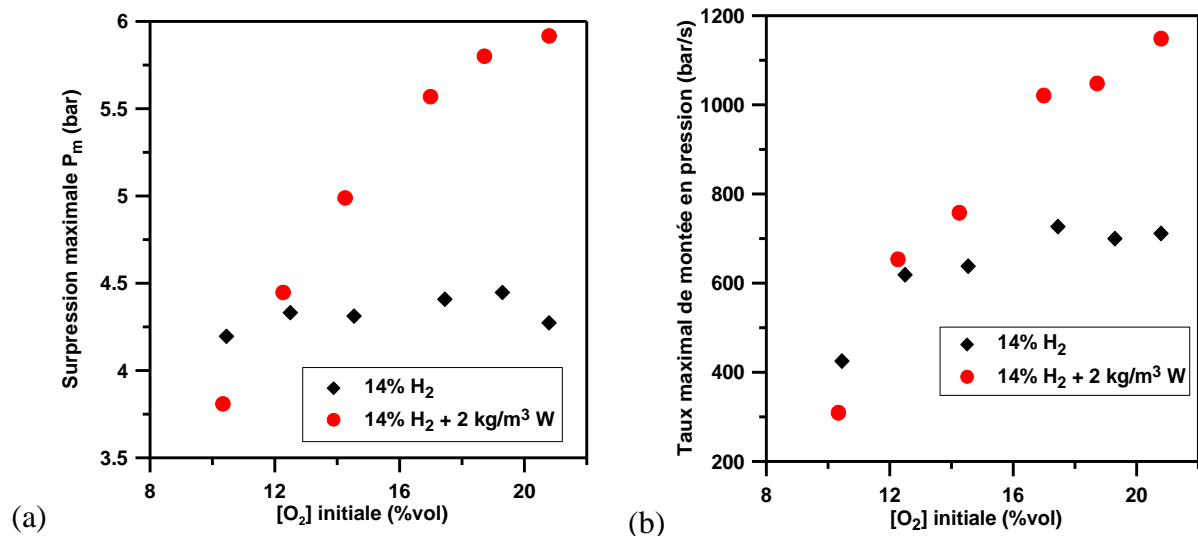 Surpression maximale Pm (bar)
6
5.5
5
4.5
4
3.5
8
12
16
20
[O2] initiale (%vol)
14% H2
14% H2 + 2 kg/m³ W
(a)
Taux maximal de montée en pression (bar/s)
1200
1000
800
600
400
200
8
12
16
20
[O2] initiale (%vol)
14% H2
14% H2 + 2 kg/m³ W
(b)